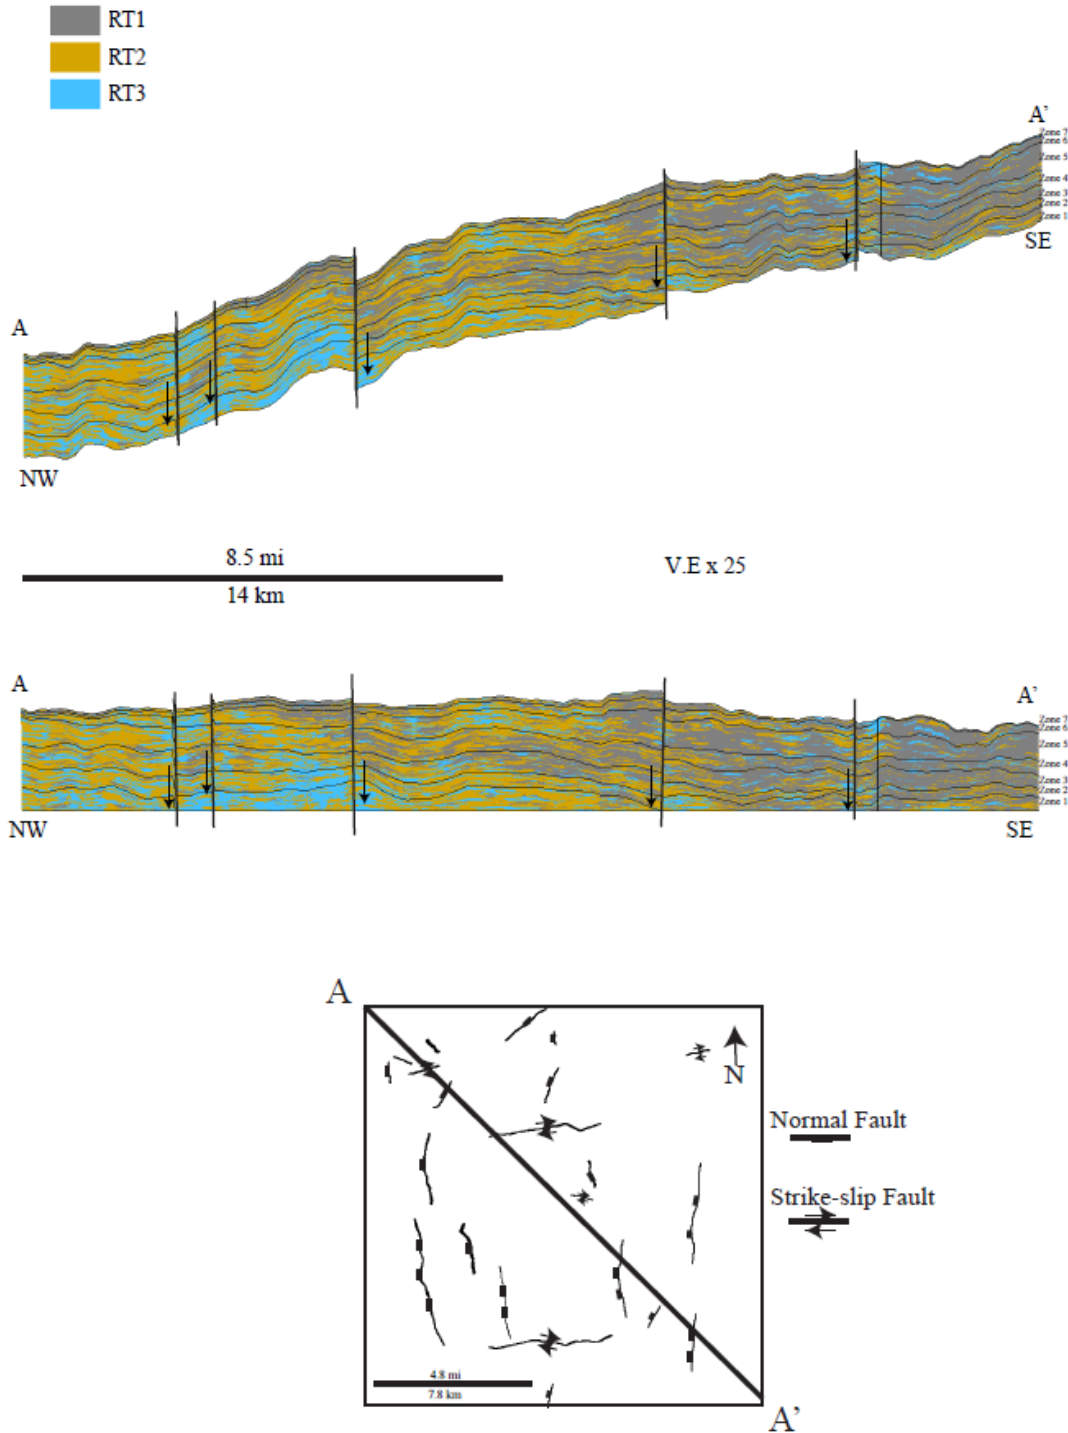 RT1
RT2
RT3
A'
Zone 7
Zone 6
Zone 5
Zone 4
Zone 3
Zone 2
Zone 1
SE
A
NW
8.5 mi
14 km
V.E x 25
A
A'
Zone 7
Zone 6
Zone 5
Zone 4
Zone 3
Zone 2
Zone 1
NW
SE
A
N
Normal Fault
Strike-slip Fault
4.8 mi
7.8 km
A'